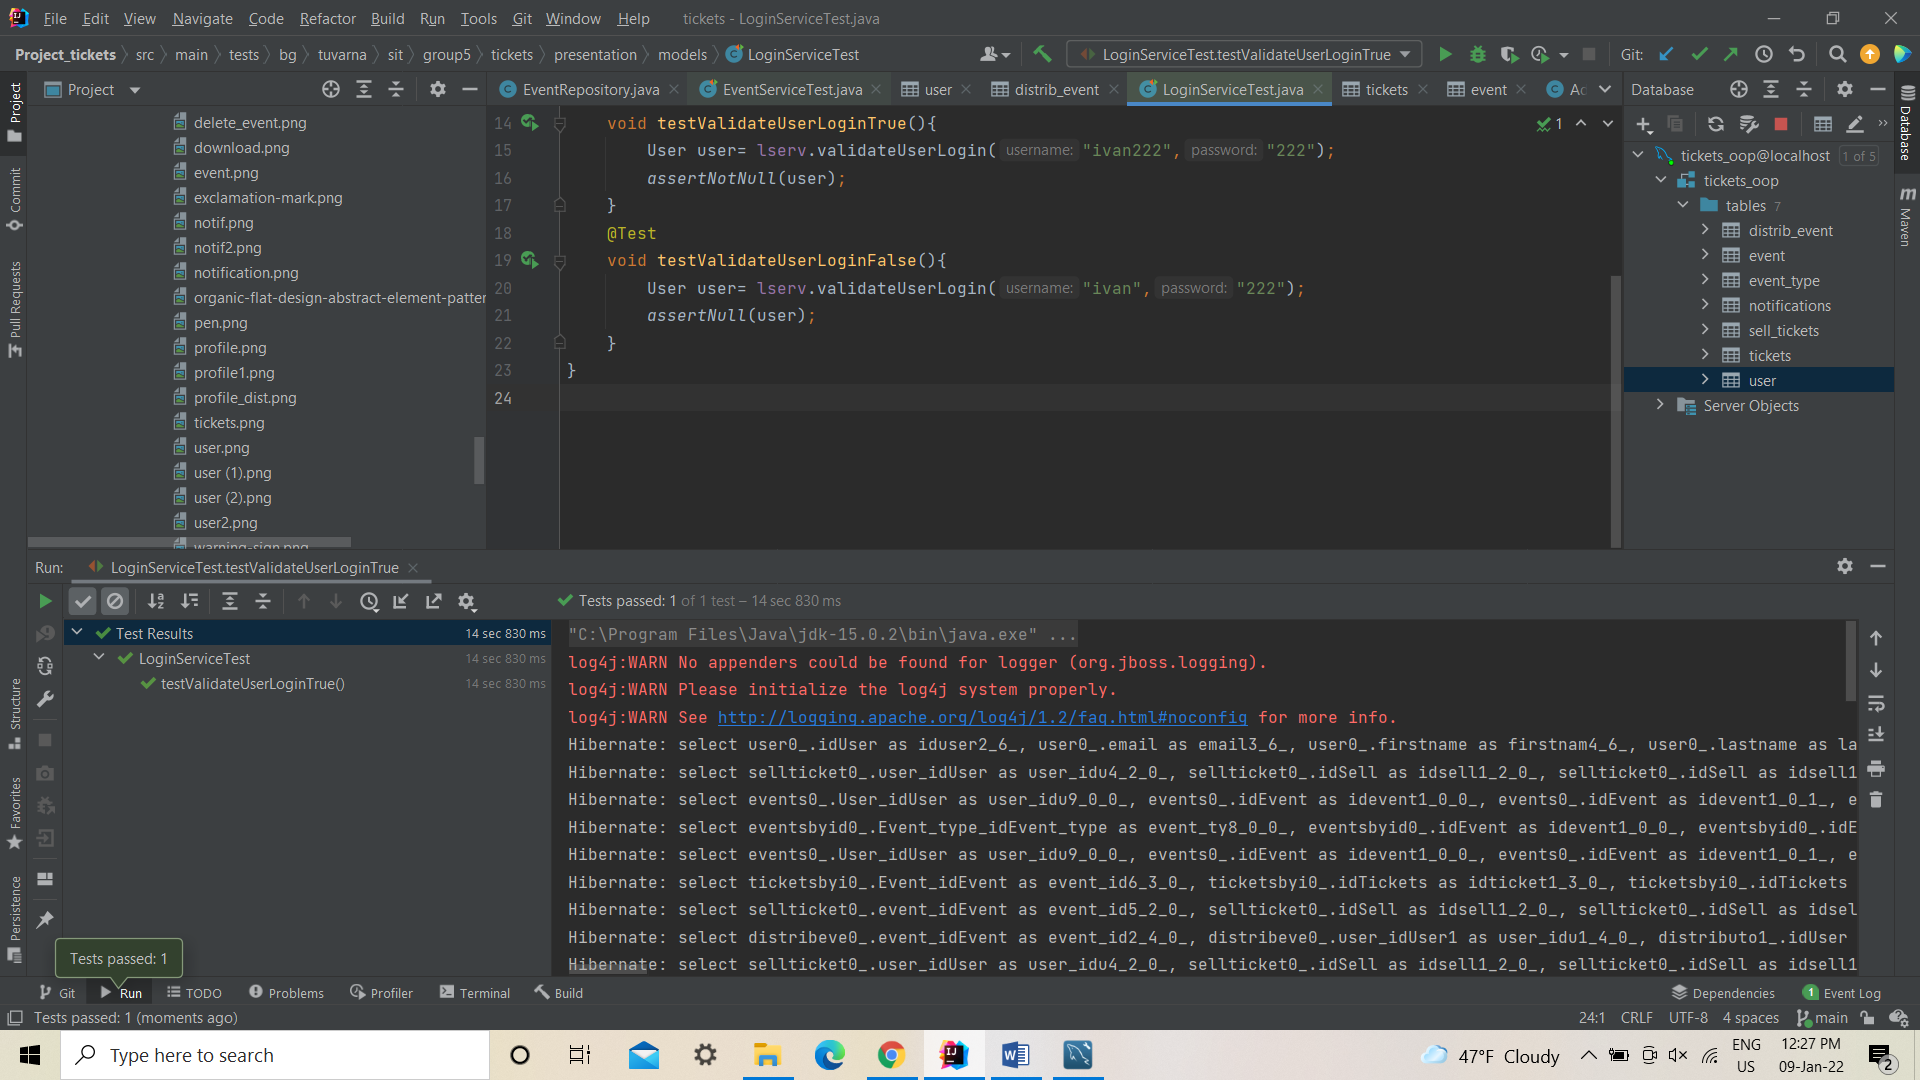 File Edit View Navigate Code Refactor Build Run Tools Git Window Help tickets - LoginServiceTest.java
Project_tickets src main tests bg tuvarna sit group5 tickets presentation models LoginServiceTest LoginServiceTest.testValidateUserLoginTrue Git:
Project
EventRepository.java EventServiceTest.java user distrib_event LoginServiceTest.java tickets event Ac
Database
Project
Commit
Pull Requests
Structure
Favorites
Persistence
delete_event.png
download.png
event.png
exclamation-mark.png
notif.png
notif2.png
notification.png
organic-flat-design-abstract-element-patter
pen.png
profile.png
profile1.png
profile_dist.png
tickets.png
user.png
user (1).png
user (2).png
user2.png
warning-sign.png
14 void testValidateUserLoginTrue(){
15 User user= lserv.validateUserLogin( username: "ivan222", password: "222");
16 assertNotNull(user);
17 }
18 @Test
19 void testValidateUserLoginFalse(){
20 User user= lserv.validateUserLogin( username: "ivan", password: "222");
21 assertNull(user);
22 }
23 }
24
1
tickets_oop@localhost 1 of 5
tickets_oop
tables 7
distrib_event
event
event_type
notifications
sell_tickets
tickets
user
Server Objects
Database
Maven
Run: LoginServiceTest.testValidateUserLoginTrue
Tests passed: 1 of 1 test – 14 sec 830 ms
Test Results 14 sec 830 ms
LoginServiceTest 14 sec 830 ms
testValidateUserLoginTrue() 14 sec 830 ms
"C:\Program Files\Java\jdk-15.0.2\bin\java.exe" ...
log4j:WARN No appenders could be found for logger (org.jboss.logging).
log4j:WARN Please initialize the log4j system properly.
log4j:WARN See http://logging.apache.org/log4j/1.2/faq.html#noconfig for more info.
Hibernate: select user0_.idUser as iduser2_6_, user0_.email as email3_6_, user0_.firstname as firstnam4_6_, user0_.lastname as la
Hibernate: select sellticket0_.user_idUser as user_idu4_2_0_, sellticket0_.idSell as idsell1_2_0_, sellticket0_.idSell as idsell1
Hibernate: select events0_.User_idUser as user_idu9_0_0_, events0_.idEvent as idevent1_0_0_, events0_.idEvent as idevent1_0_1_, e
Hibernate: select eventsbyid0_.Event_type_idEvent_type as event_ty8_0_0_, eventsbyid0_.idEvent as idevent1_0_0_, eventsbyid0_.idE
Hibernate: select events0_.User_idUser as user_idu9_0_0_, events0_.idEvent as idevent1_0_0_, events0_.idEvent as idevent1_0_1_, e
Hibernate: select ticketsbyi0_.Event_idEvent as event_id6_3_0_, ticketsbyi0_.idTickets as idticket1_3_0_, ticketsbyi0_.idTickets
Hibernate: select sellticket0_.event_idEvent as event_id5_2_0_, sellticket0_.idSell as idsell1_2_0_, sellticket0_.idSell as idsel
Hibernate: select distribeve0_.event_idEvent as event_id2_4_0_, distribeve0_.user_idUser1 as user_idu1_4_0_, distributo1_.idUser
Hibernate: select sellticket0_.user_idUser as user_idu4_2_0_, sellticket0_.idSell as idsell1_2_0_, sellticket0_.idSell as idsell1
Tests passed: 1
Git Run TODO Problems Profiler Terminal Build Dependencies 1 Event Log
Tests passed: 1 (moments ago) 24:1 CRLF UTF-8 4 spaces main
Type here to search 47°F Cloudy ENG US 12:27 PM 09-Jan-22 2